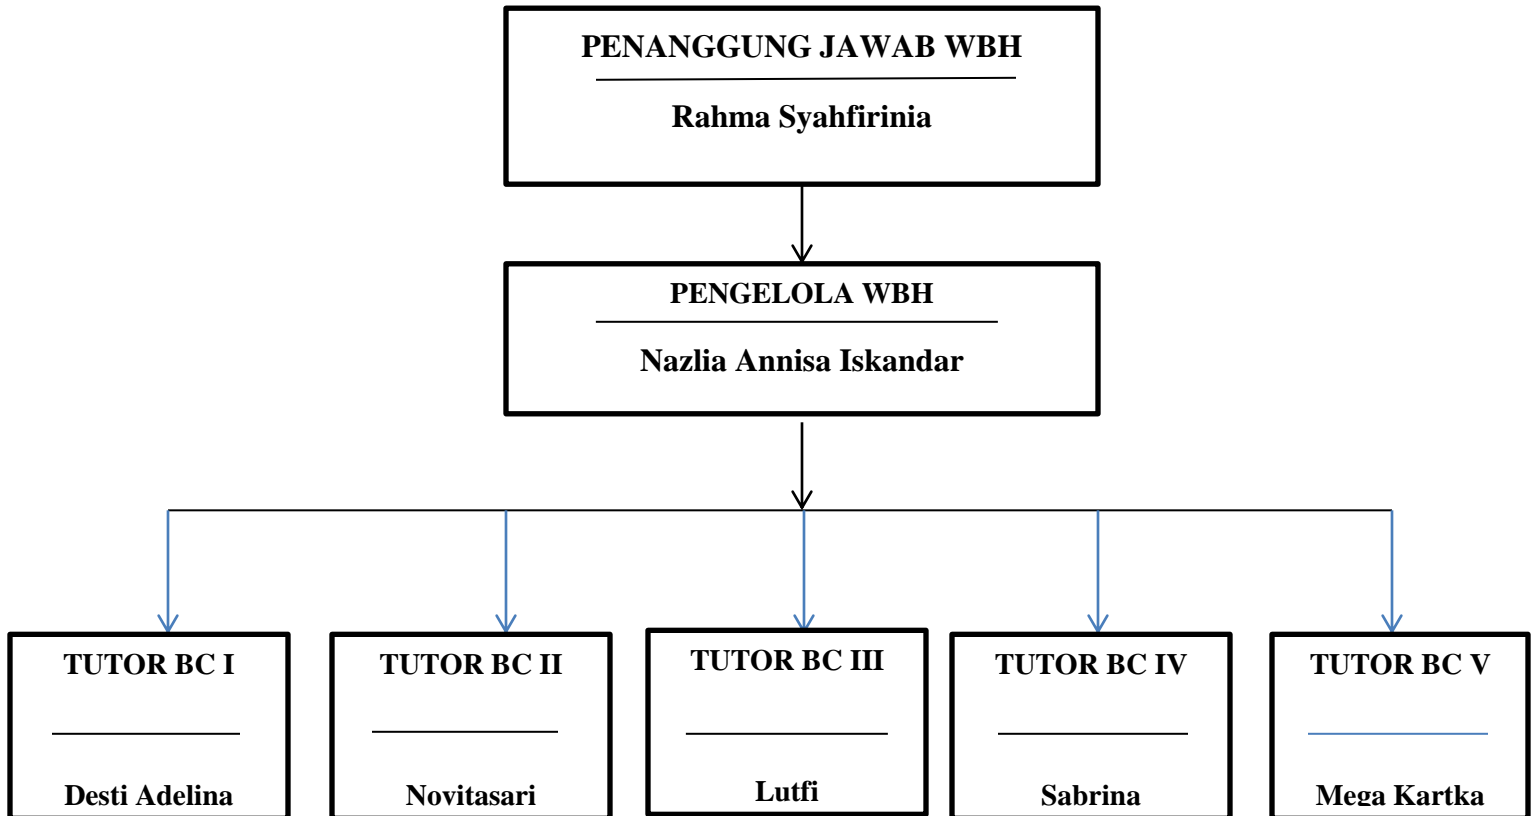 PENANGGUNG JAWAB WBH
Rahma Syahfirinia
PENGELOLA WBH
Nazlia Annisa Iskandar
TUTOR BC I
Desti Adelina
TUTOR BC II
Novitasari
TUTOR BC III
Lutfi
TUTOR BC IV
Sabrina
TUTOR BC V
Mega Kartka